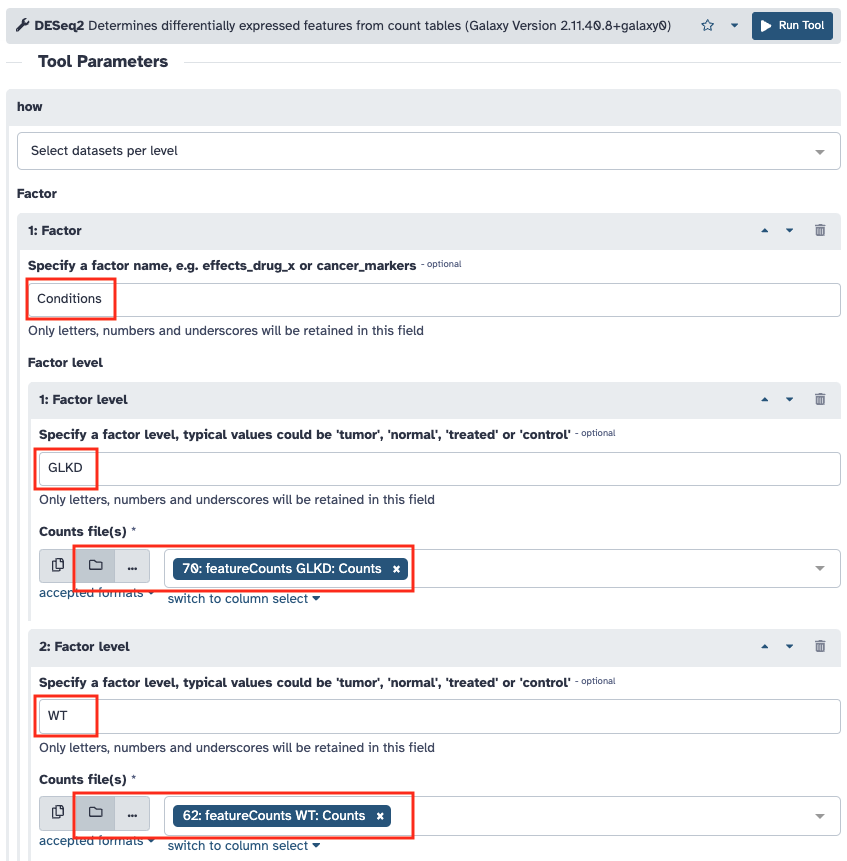 DESeq2 Determines differentially expressed features from count tables (Galaxy Version 2.11.40.8+galaxy0) Run Tool
Tool Parameters
how
Select datasets per level
Factor
1: Factor
Specify a factor name, e.g. effects_drug_x or cancer_markers - optional
Conditions
Only letters, numbers and underscores will be retained in this field
Factor level
1: Factor level
Specify a factor level, typical values could be 'tumor', 'normal', 'treated' or 'control' - optional
GLKD
Only letters, numbers and underscores will be retained in this field
Counts file(s) *
... 70: featureCounts GLKD: Counts ×
accepted formats switch to column select
2: Factor level
Specify a factor level, typical values could be 'tumor', 'normal', 'treated' or 'control' - optional
WT
Only letters, numbers and underscores will be retained in this field
Counts file(s) *
... 62: featureCounts WT: Counts ×
accepted formats switch to column select